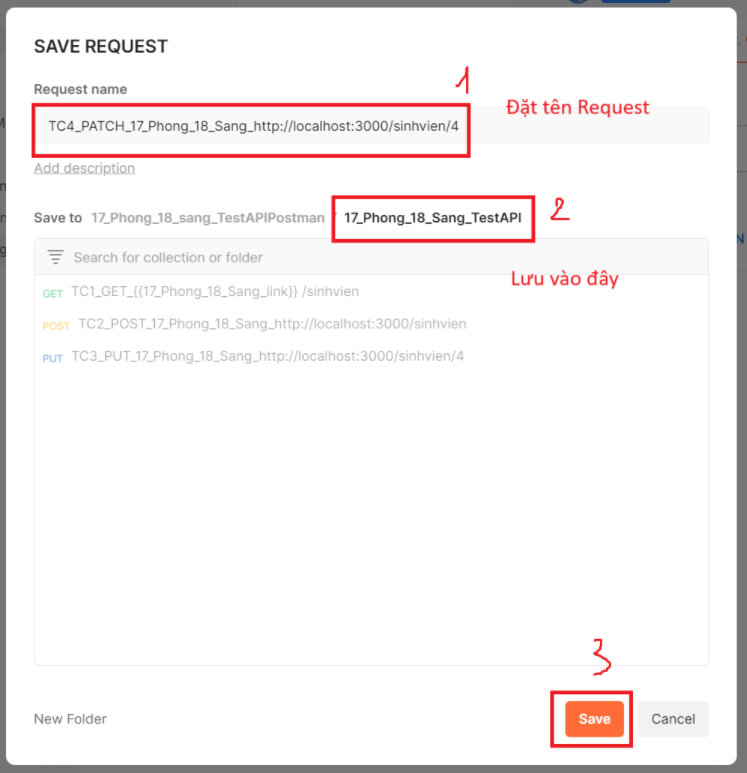 SAVE REQUEST
Request name
1
Đặt tên Request
TC4_PATCH_17_Phong_18_Sang_http://localhost:3000/sinhvien/4
Add description
Save to 17_Phong_18_sang_TestAPIPostman / 17_Phong_18_Sang_TestAPI
2
Search for collection or folder
Lưu vào đây
GET TC1_GET_{{17_Phong_18_Sang_link}} /sinhvien
POST TC2_POST_17_Phong_18_Sang_http://localhost:3000/sinhvien
PUT TC3_PUT_17_Phong_18_Sang_http://localhost:3000/sinhvien/4
3
New Folder
Save
Cancel